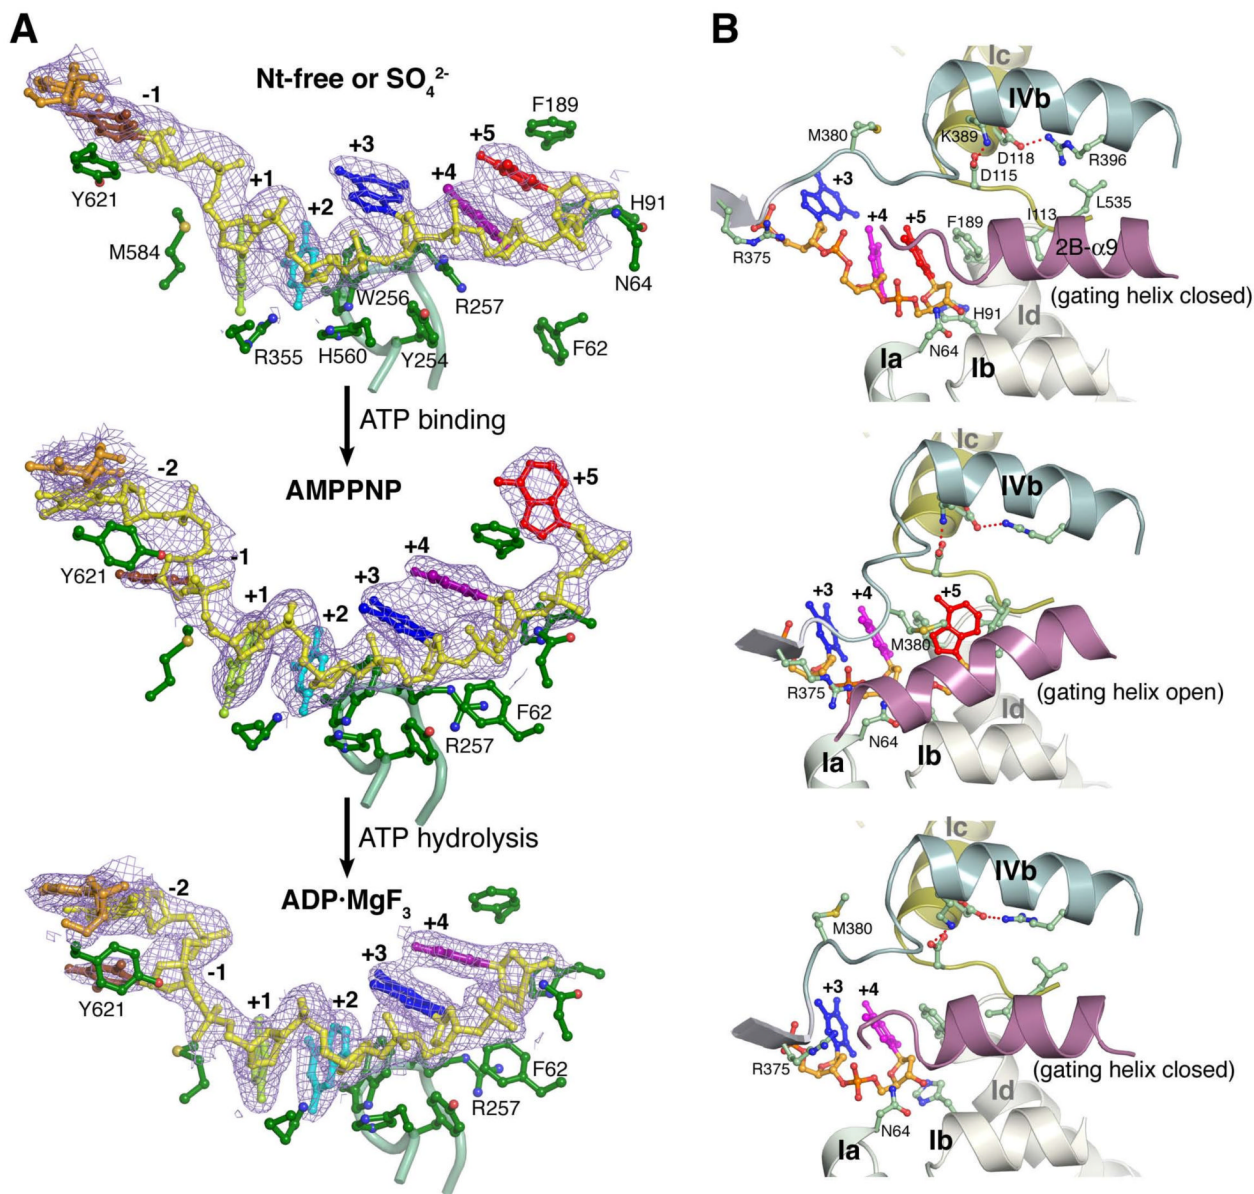 A
Nt-free or SO₄²⁻
-1
+1
+2
+3
+4
+5
F189
Y621
M584
H91
N64
W256
R257
R355
H560
Y254
F62
ATP binding
AMPPNP
-2
-1
+1
+2
+3
+4
+5
Y621
F62
R257
ATP hydrolysis
ADP·MgF₃
-2
-1
+1
+2
+3
+4
Y621
F62
R257
B
Ic
IVb
M380
K389
D118
R396
D115
+3
+4
+5
F189
I113
L535
R375
2B-α9
(gating helix closed)
H91
Id
N64
Ia
Ib
Ic
IVb
+3
+4
+5
M380
R375
(gating helix open)
N64
Id
Ia
Ib
Ic
IVb
M380
+3
+4
R375
(gating helix closed)
Id
N64
Ia
Ib